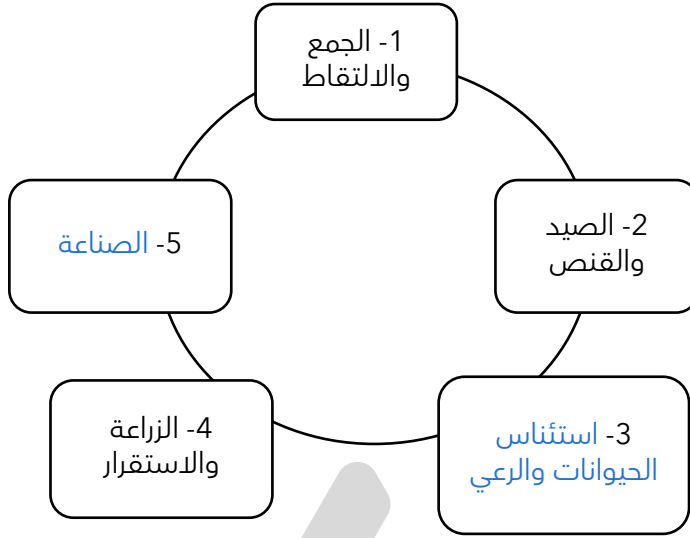 1- الجمع
والالتقاط
2- الصيد
والقنص
3- استئناس
الحيوانات والرعي
4- الزراعة
والاستقرار
5- الصناعة